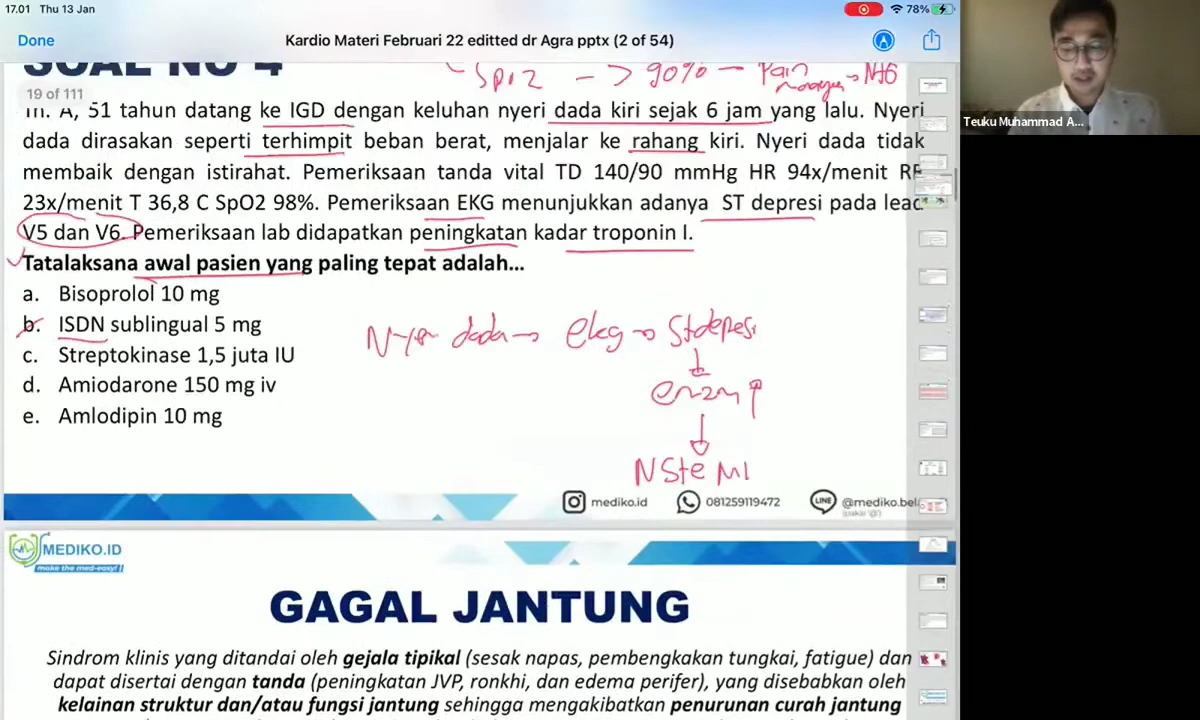 17.01 Thu 13 Jan
78%
Done
Kardio Materi Februari 22 editted dr Agra pptx (2 of 54)
SOAL NO 4
SpO2 → >90% -
19 of 111
Tn. A, 51 tahun datang ke IGD dengan keluhan nyeri dada kiri sejak 6 jam yang lalu. Nyeri
dada dirasakan seperti terhimpit beban berat, menjalar ke rahang kiri. Nyeri dada tidak
membaik dengan istirahat. Pemeriksaan tanda vital TD 140/90 mmHg HR 94x/menit RR
23x/menit T 36,8 C SpO2 98%. Pemeriksaan EKG menunjukkan adanya ST depresi pada lead
V5 dan V6. Pemeriksaan lab didapatkan peningkatan kadar troponin I.
Tatalaksana awal pasien yang paling tepat adalah...
a. Bisoprolol 10 mg
b. ISDN sublingual 5 mg
c. Streptokinase 1,5 juta IU
d. Amiodarone 150 mg iv
e. Amlodipin 10 mg
Nyeri dada → EKG → ST depresi
↓
enzim ↑
↓
NSTEMI
mediko.id
081259119472
LINE
@mediko.bel
Teuku Muhammad A...
MEDIKO.ID
make the med-easy!
GAGAL JANTUNG
Sindrom klinis yang ditandai oleh gejala tipikal (sesak napas, pembengkakan tungkai, fatigue) dan
dapat disertai dengan tanda (peningkatan JVP, ronkhi, dan edema perifer), yang disebabkan oleh
kelainan struktur dan/atau fungsi jantung sehingga mengakibatkan penurunan curah jantung